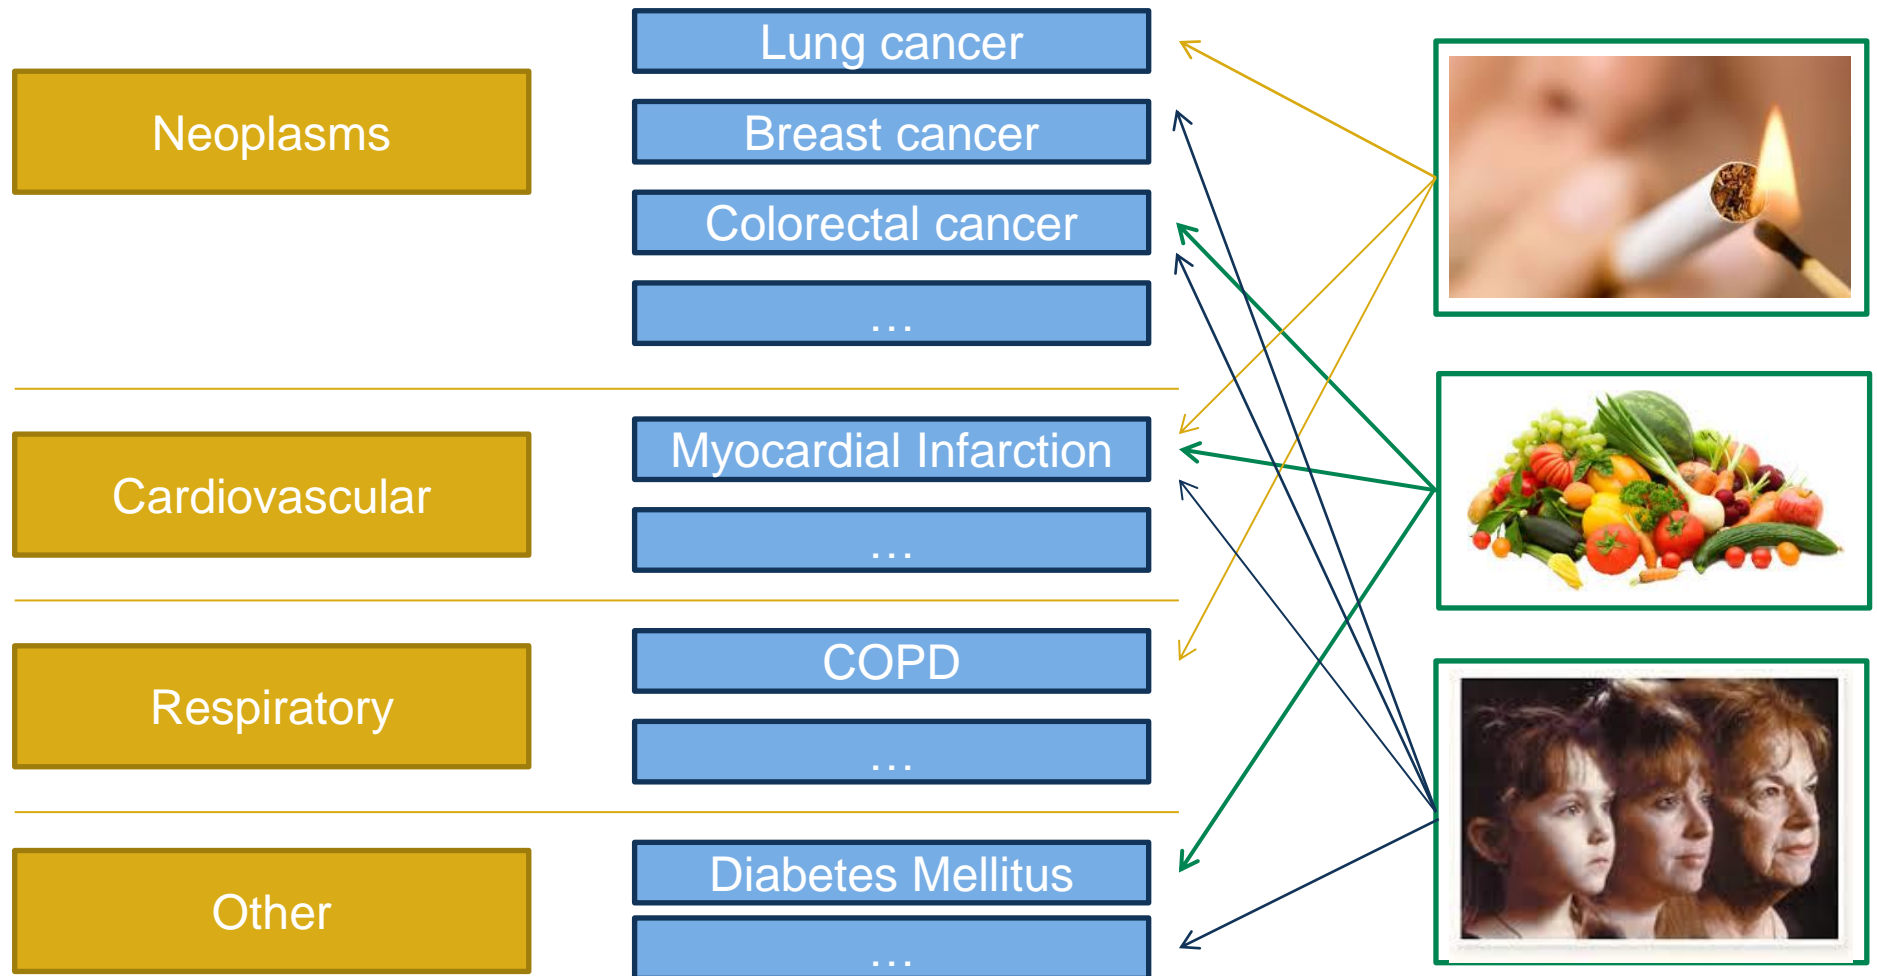 Neoplasms
Lung cancer
Breast cancer
Colorectal cancer
…
Cardiovascular
Myocardial Infarction
…
Respiratory
COPD
…
Other
Diabetes Mellitus
…